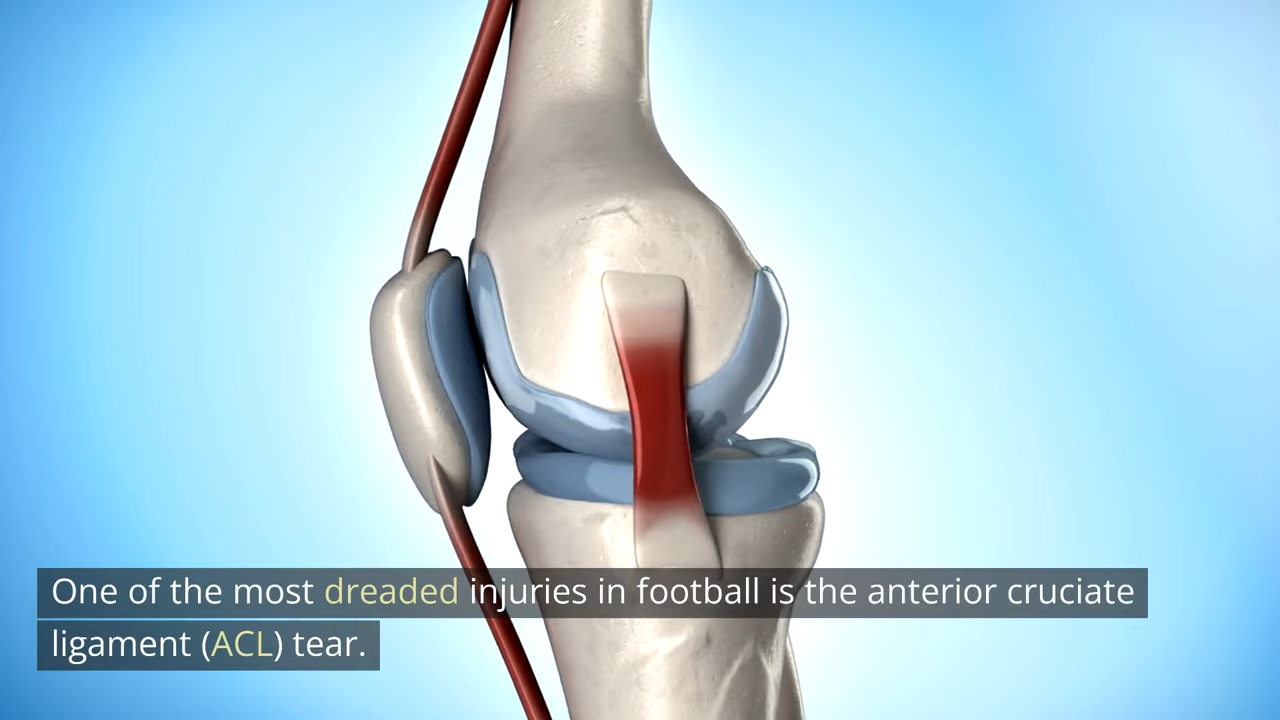 One of the most dreaded injuries in football is the anterior cruciate
ligament (ACL) tear.